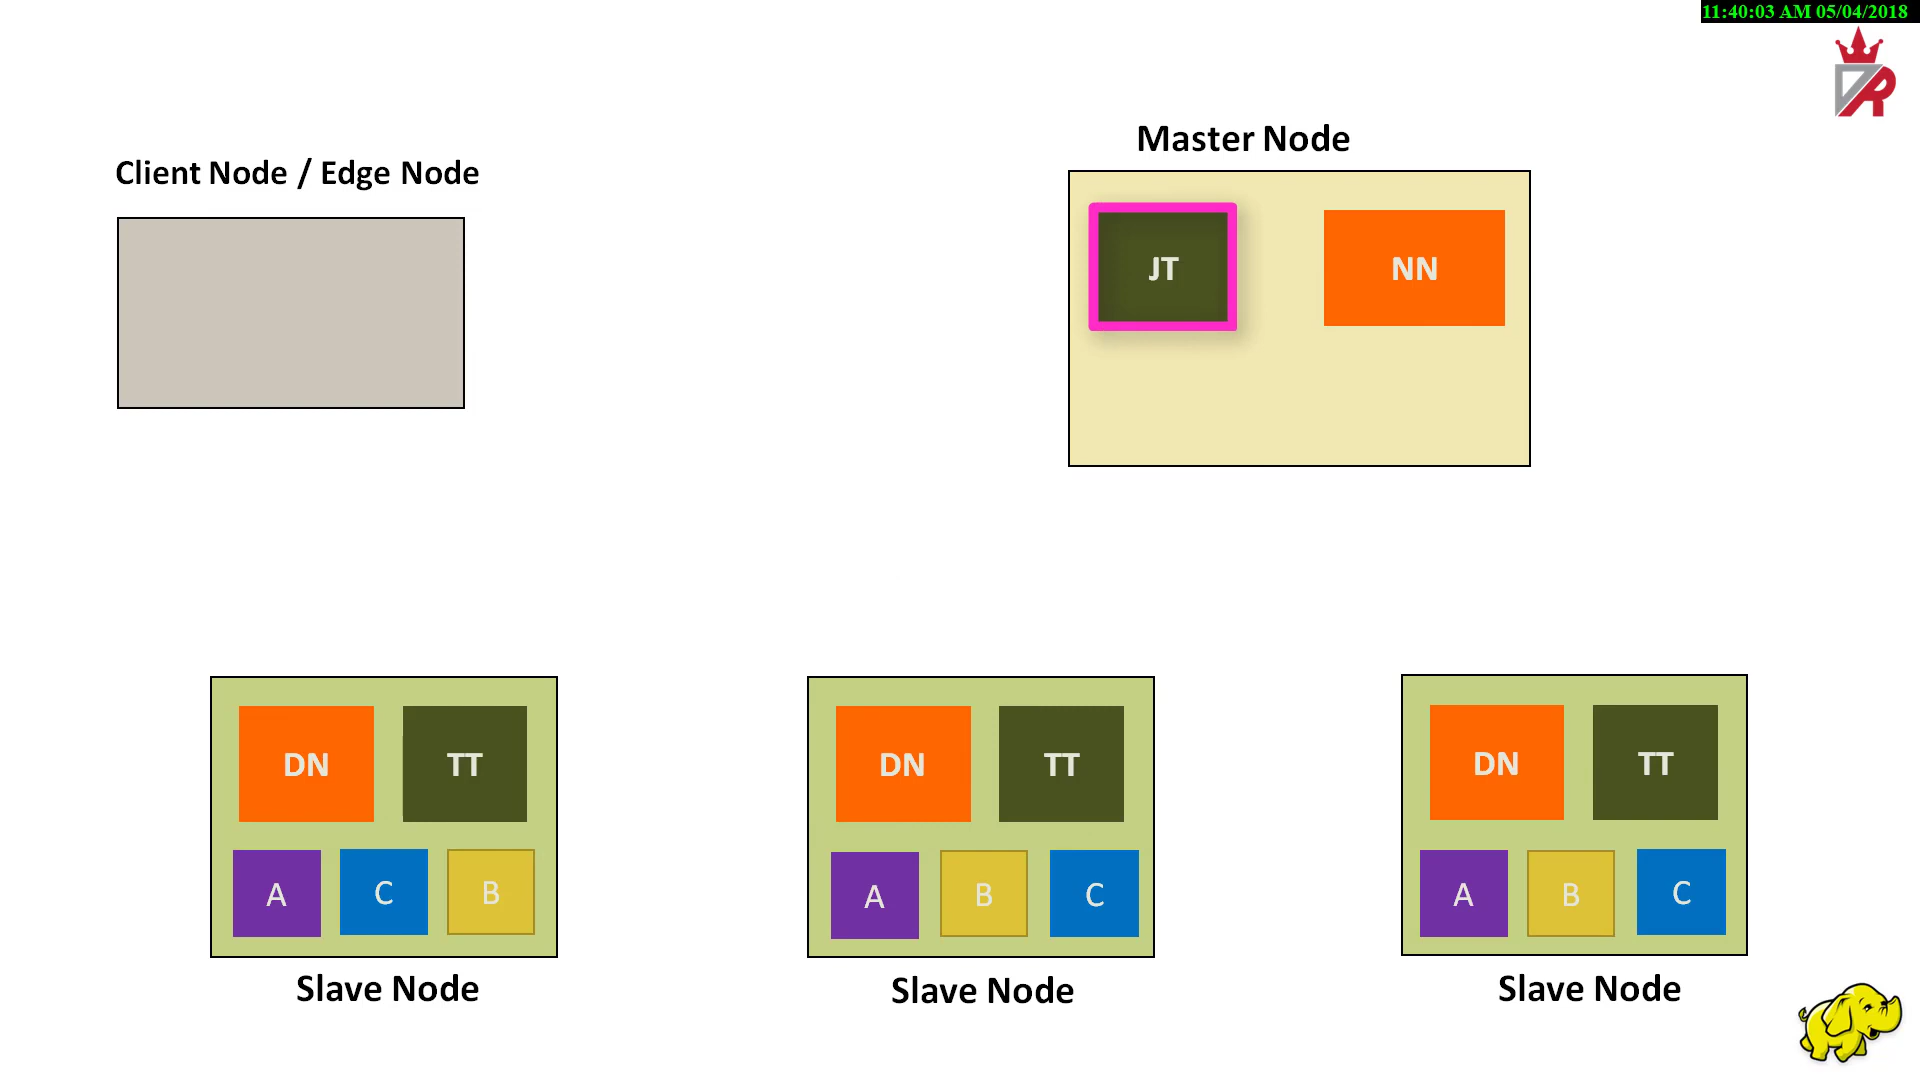 11:40:03 AM 05/04/2018
Master Node
Client Node / Edge Node
JT NN
DN TT DN TT DN TT
A C B A B C A B C
Slave Node Slave Node Slave Node